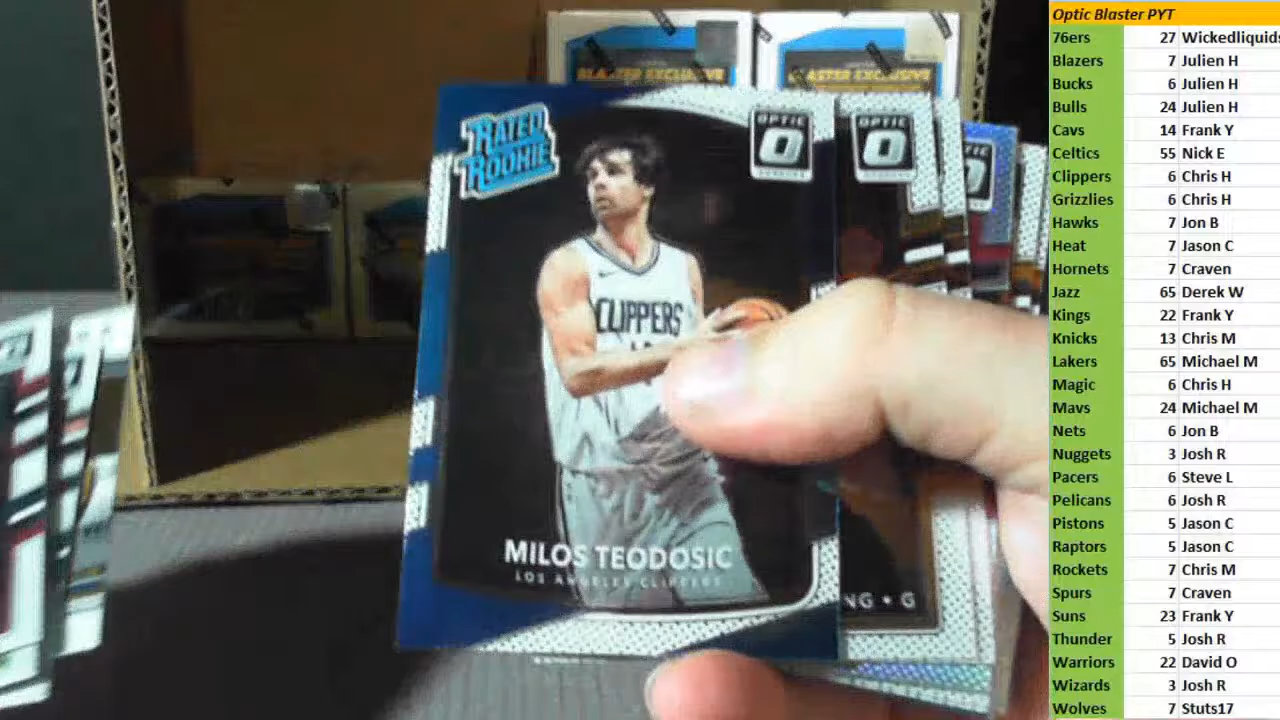 BLASTER EXCLUSIVE
BLASTER EXCLUSIVE
RATED
ROOKIE
OPTIC
OPTIC
CLIPPERS
MILOS TEODOSIC
LOS ANGELES CLIPPERS
NG • G
Optic Blaster PYT
76ers 27 Wickedliquids
Blazers 7 Julien H
Bucks 6 Julien H
Bulls 24 Julien H
Cavs 14 Frank Y
Celtics 55 Nick E
Clippers 6 Chris H
Grizzlies 6 Chris H
Hawks 7 Jon B
Heat 7 Jason C
Hornets 7 Craven
Jazz 65 Derek W
Kings 22 Frank Y
Knicks 13 Chris M
Lakers 65 Michael M
Magic 6 Chris H
Mavs 24 Michael M
Nets 6 Jon B
Nuggets 3 Josh R
Pacers 6 Steve L
Pelicans 6 Josh R
Pistons 5 Jason C
Raptors 5 Jason C
Rockets 7 Chris M
Spurs 7 Craven
Suns 23 Frank Y
Thunder 5 Josh R
Warriors 22 David O
Wizards 3 Josh R
Wolves 7 Stuts17